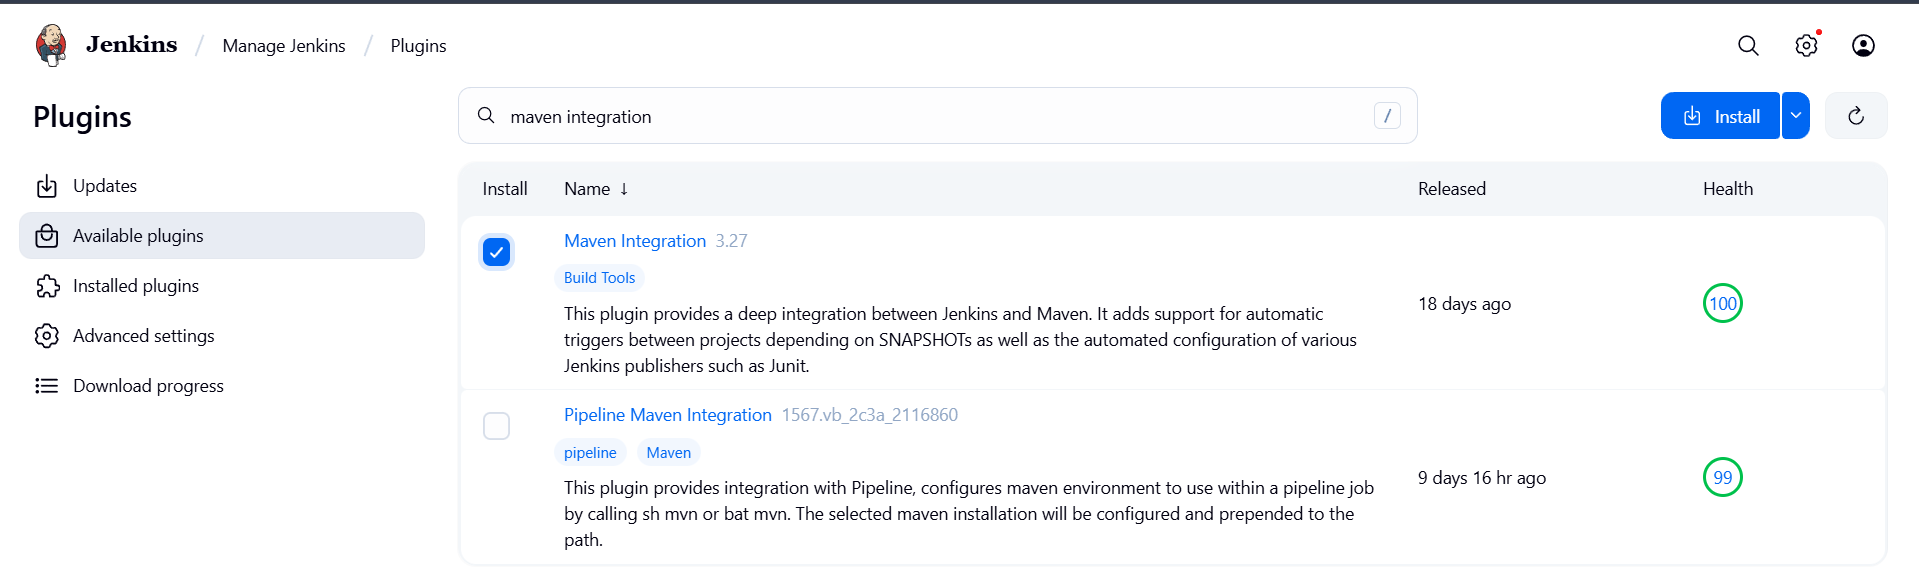 Jenkins / Manage Jenkins / Plugins
Plugins
maven integration /
Install
Updates
Available plugins
Installed plugins
Advanced settings
Download progress
Install Name ↓ Released Health
Maven Integration 3.27
Build Tools
This plugin provides a deep integration between Jenkins and Maven. It adds support for automatic
triggers between projects depending on SNAPSHOTs as well as the automated configuration of various
Jenkins publishers such as Junit.
18 days ago
100
Pipeline Maven Integration 1567.vb_2c3a_2116860
pipeline Maven
This plugin provides integration with Pipeline, configures maven environment to use within a pipeline job
by calling sh mvn or bat mvn. The selected maven installation will be configured and prepended to the
path.
9 days 16 hr ago
99